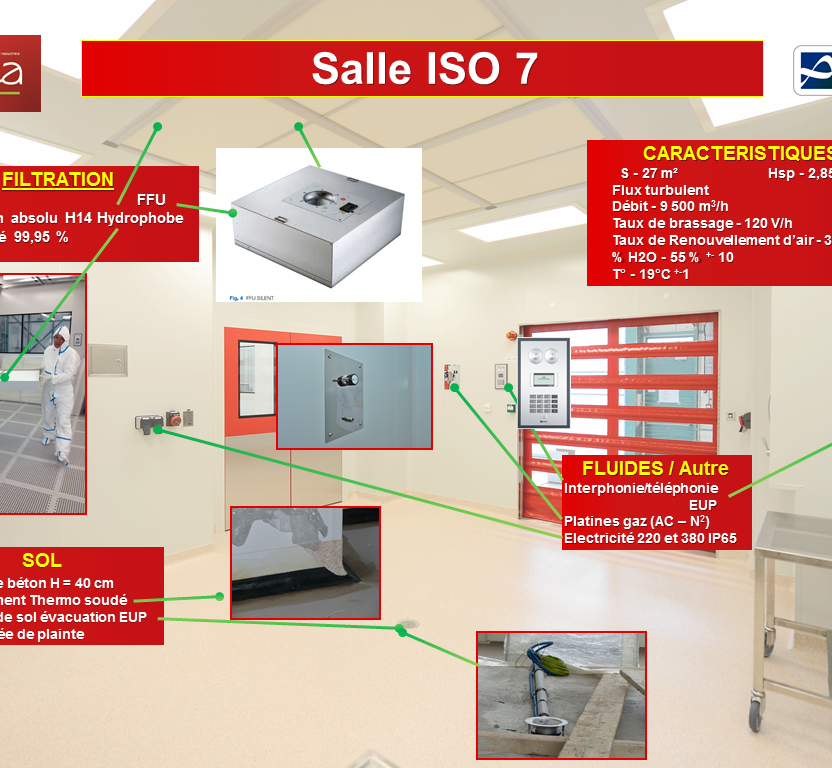 INDUSTRIE
a
Salle ISO 7
FILTRATION
FFU
absolu H14 Hydrophobe
99,95 %
Fig. 4 FFU SILENT
CARACTERISTIQUES
S - 27 m² Hsp - 2,85
Flux turbulent
Débit - 9 500 m³/h
Taux de brassage - 120 V/h
Taux de Renouvellement d'air - 3
% H2O - 55 % +- 10
T° - 19°C +-1
FLUIDES / Autre
Interphonie/téléphonie
EUP
Platines gaz (AC – N²)
Electricité 220 et 380 IP65
SOL
béton H = 40 cm
Thermo soudé
de sol évacuation EUP
de plainte